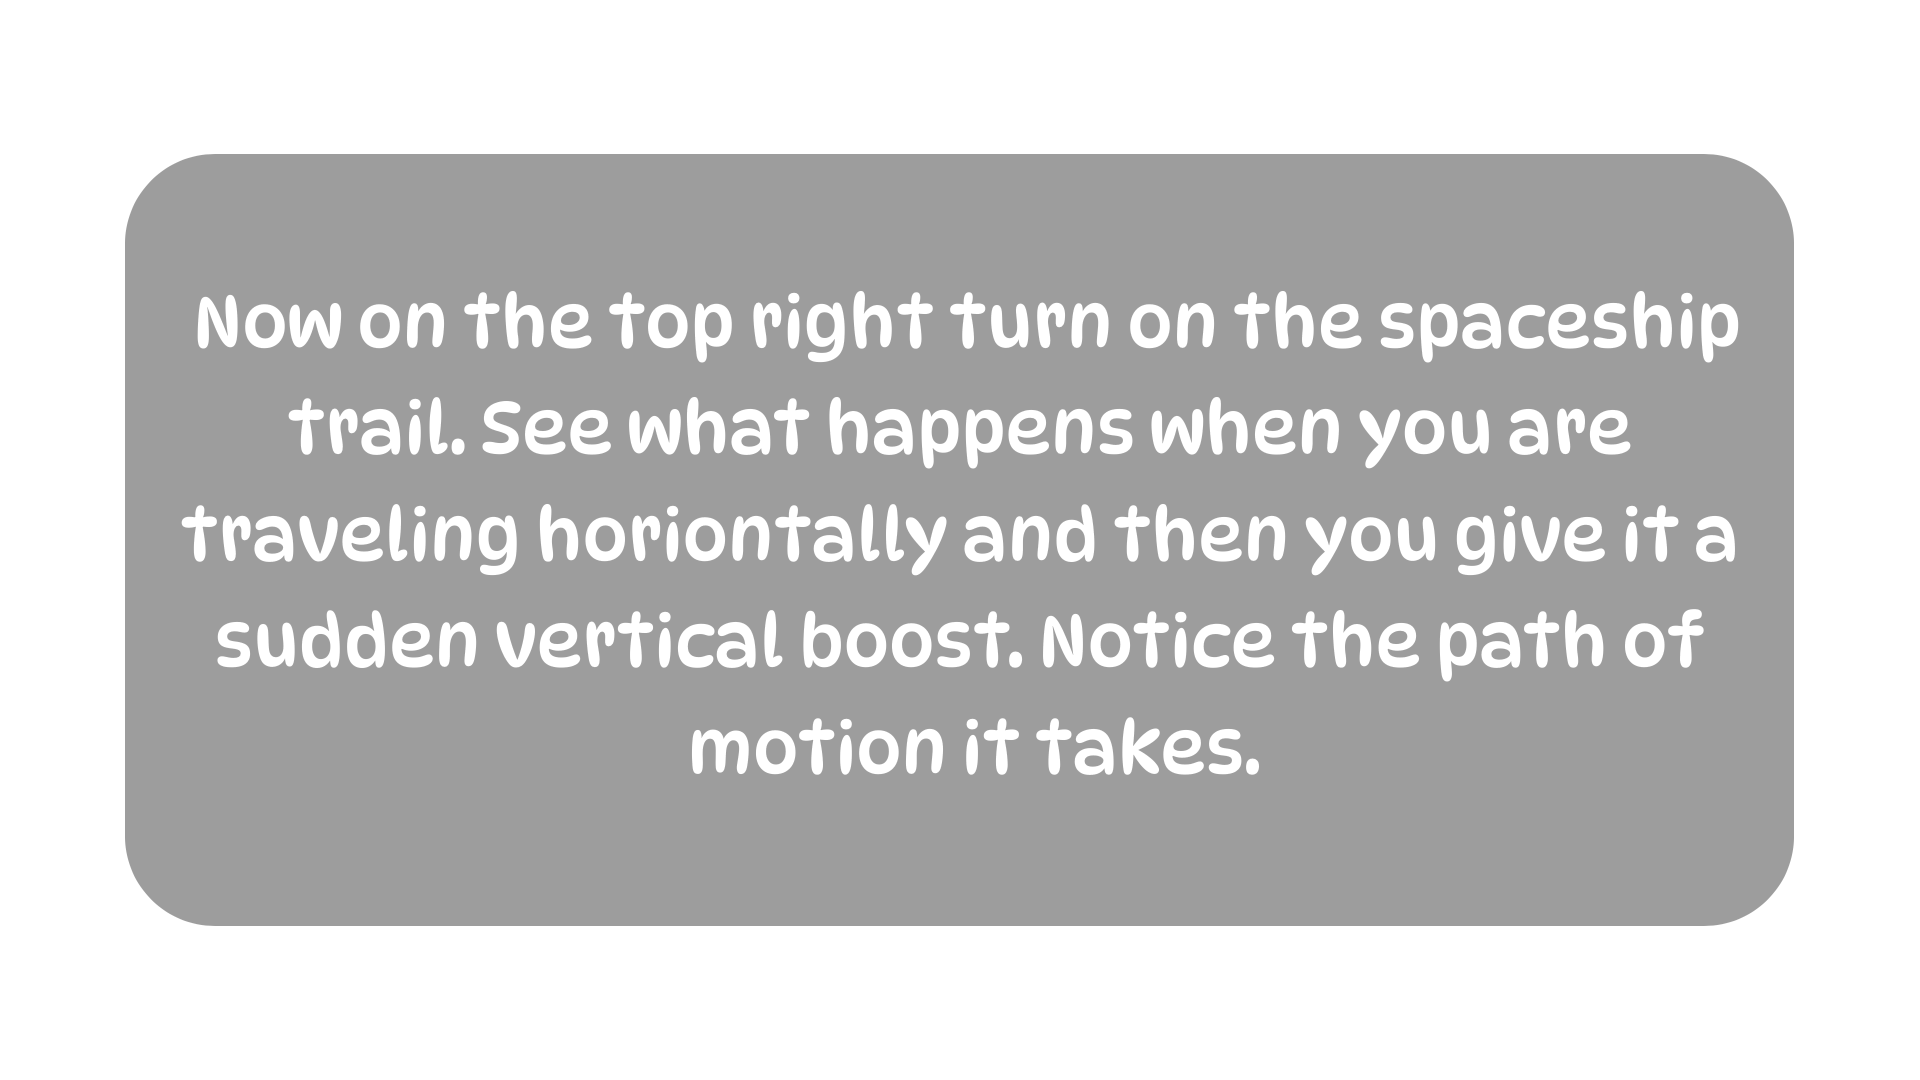 Now on the top right turn on the spaceship
trail. See what happens when you are
traveling horiontally and then you give it a
sudden vertical boost. Notice the path of
motion it takes.